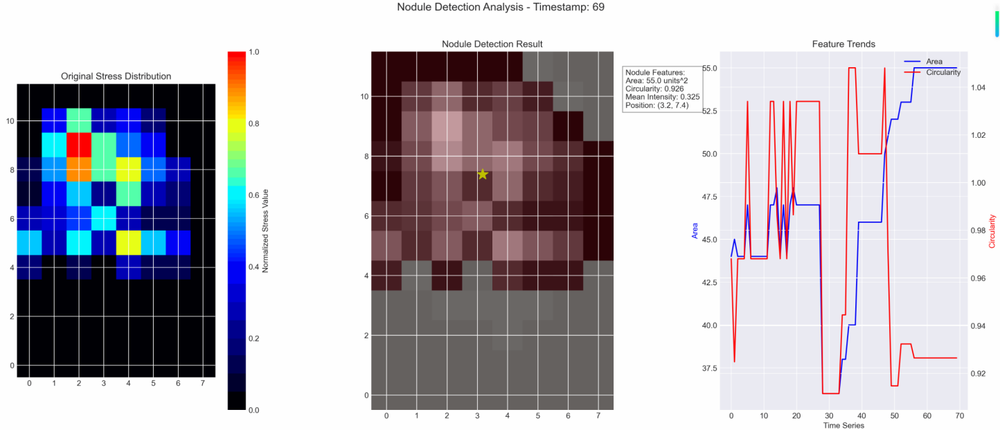 Nodule Detection Analysis - Timestamp: 69
Original Stress Distribution
10
8
6
4
2
0
0 1 2 3 4 5 6 7
1.0
0.8
0.6
0.4
0.2
0.0
Normalized Stress Value
Nodule Detection Result
10
8
6
4
2
0
0 1 2 3 4 5 6 7
Nodule Features:
Area: 55.0 units^2
Circularity: 0.926
Mean Intensity: 0.325
Position: (3.2, 7.4)
Feature Trends
Area
Circularity
55.0
52.5
50.0
47.5
45.0
42.5
40.0
37.5
Area
0 10 20 30 40 50 60 70
Time Series
1.04
1.02
1.00
0.98
0.96
0.94
0.92
Circularity